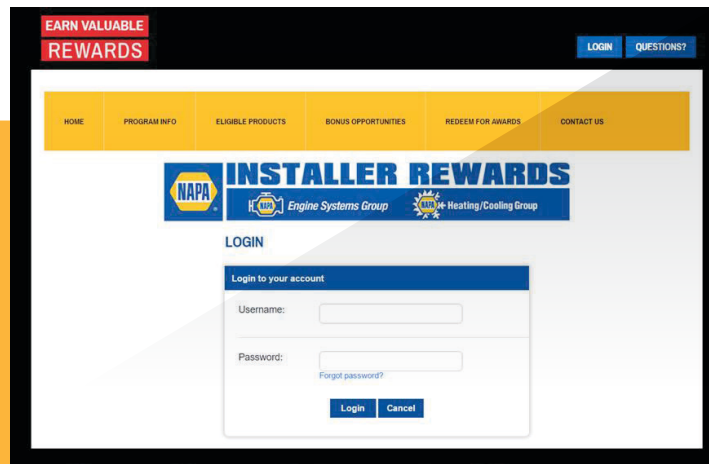 EARN VALUABLE
REWARDS
LOGIN QUESTIONS?
HOME PROGRAM INFO ELIGIBLE PRODUCTS BONUS OPPORTUNITIES REDEEM FOR AWARDS CONTACT US
NAPA INSTALLER REWARDS
NAPA Engine Systems Group NAPA Heating/Cooling Group
LOGIN
Login to your account
Username:
Password:
Forgot password?
Login Cancel